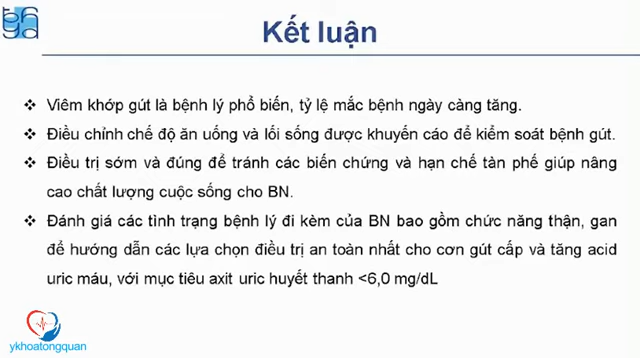 Kết luận
❖ Viêm khớp gút là bệnh lý phổ biến, tỷ lệ mắc bệnh ngày càng tăng.
❖ Điều chỉnh chế độ ăn uống và lối sống được khuyến cáo để kiểm soát bệnh gút.
❖ Điều trị sớm và đúng để tránh các biến chứng và hạn chế tàn phế giúp nâng
cao chất lượng cuộc sống cho BN.
❖ Đánh giá các tình trạng bệnh lý đi kèm của BN bao gồm chức năng thận, gan
để hướng dẫn các lựa chọn điều trị an toàn nhất cho cơn gút cấp và tăng acid
uric máu, với mục tiêu axit uric huyết thanh <6,0 mg/dL
ykhoatongquan